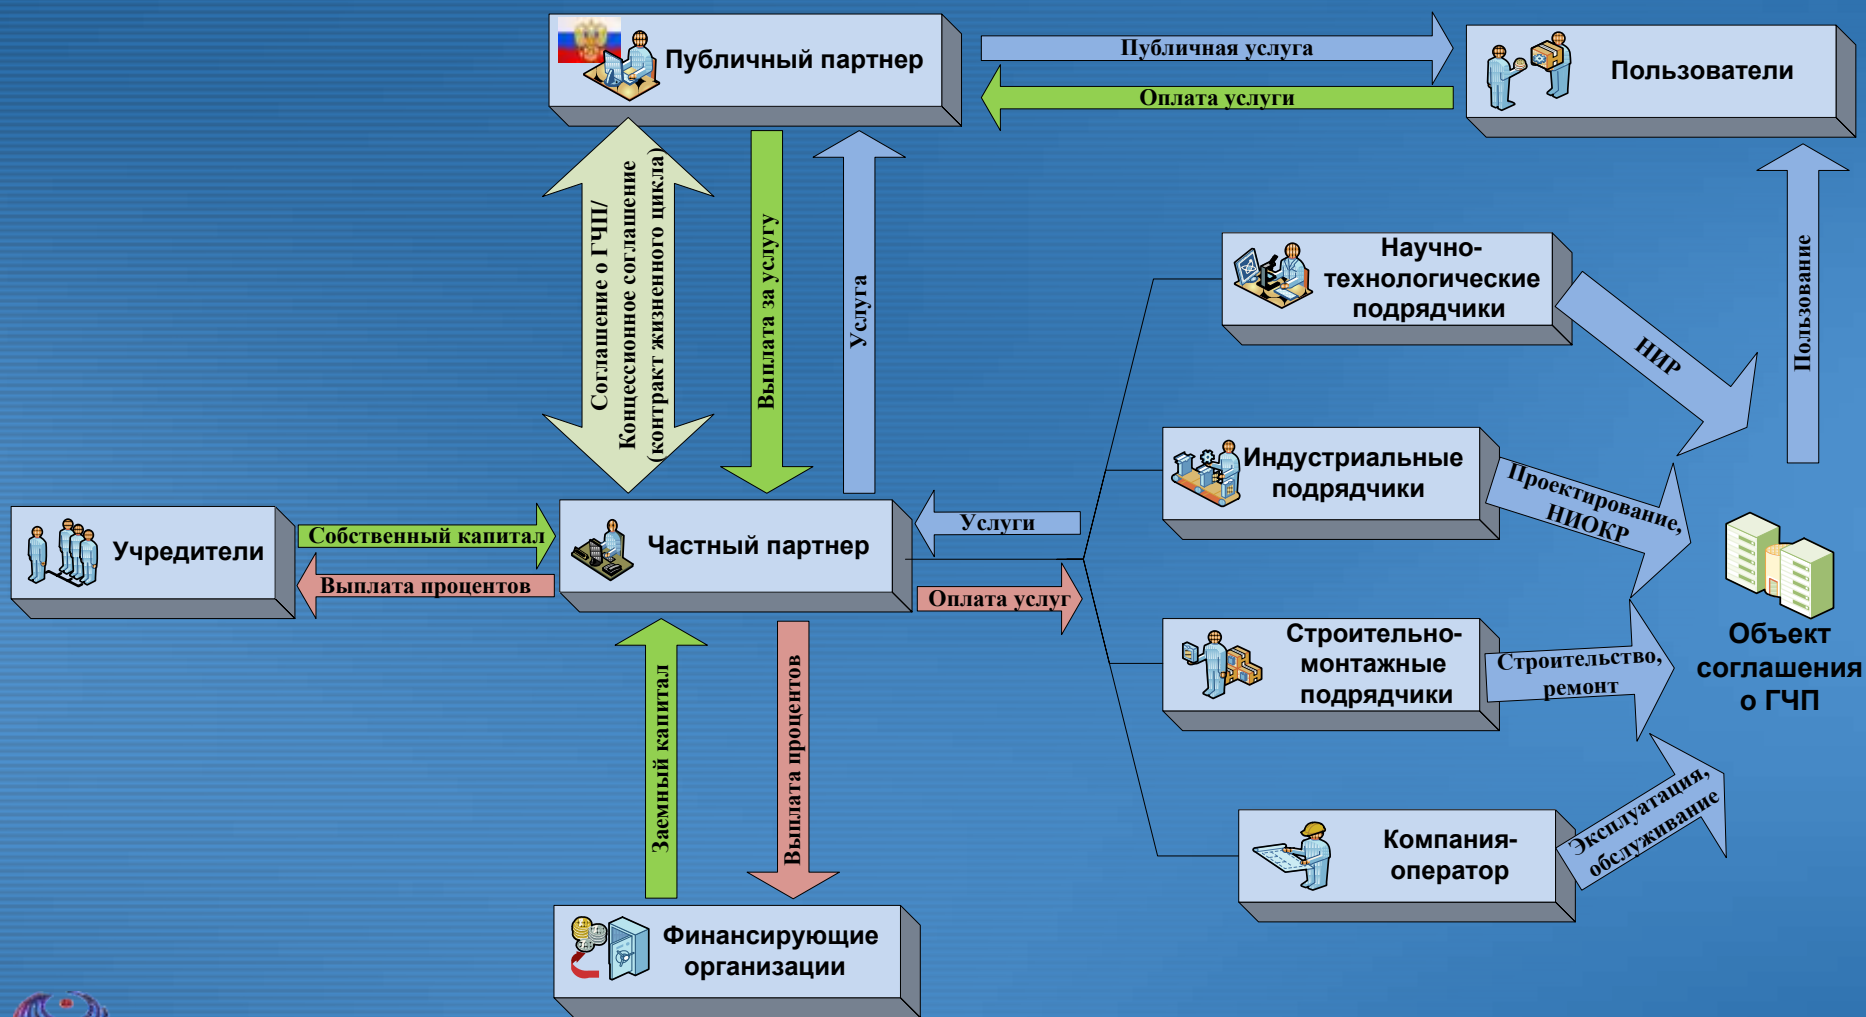 Публичный партнер
Публичная услуга
Оплата услуги
Пользователи
Соглашение о ГЧП/
Концессионное соглашение
(контракт жизненного цикла)
Выплата за услугу
Услуга
Пользование
Научно-
технологические
подрядчики
НИР
Индустриальные
подрядчики
Проектирование,
НИОКР
Учредители
Собственный капитал
Выплата процентов
Частный партнер
Услуги
Оплата услуг
Строительно-
монтажные
подрядчики
Строительство,
ремонт
Объект
соглашения
о ГЧП
Заемный капитал
Выплата процентов
Компания-
оператор
Эксплуатация,
обслуживание
Финансирующие
организации